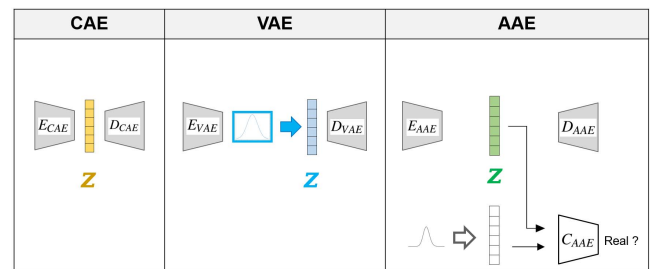 CAE VAE AAE
E_CAE D_CAE E_VAE D_VAE E_AAE D_AAE
Z Z Z
C_AAE Real ?